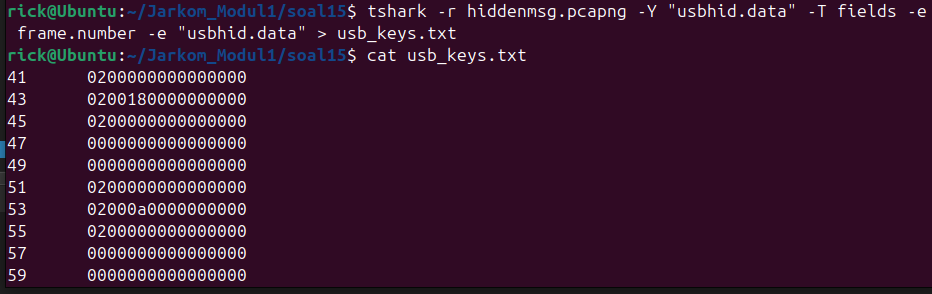 rick@Ubuntu:~/Jarkom_Modul1/soal15$ tshark -r hiddenmsg.pcapng -Y "usbhid.data" -T fields -e
frame.number -e "usbhid.data" > usb_keys.txt
rick@Ubuntu:~/Jarkom_Modul1/soal15$ cat usb_keys.txt
41 0200000000000000
43 0200180000000000
45 0200000000000000
47 0000000000000000
49 0000000000000000
51 0200000000000000
53 02000a0000000000
55 0200000000000000
57 0000000000000000
59 0000000000000000